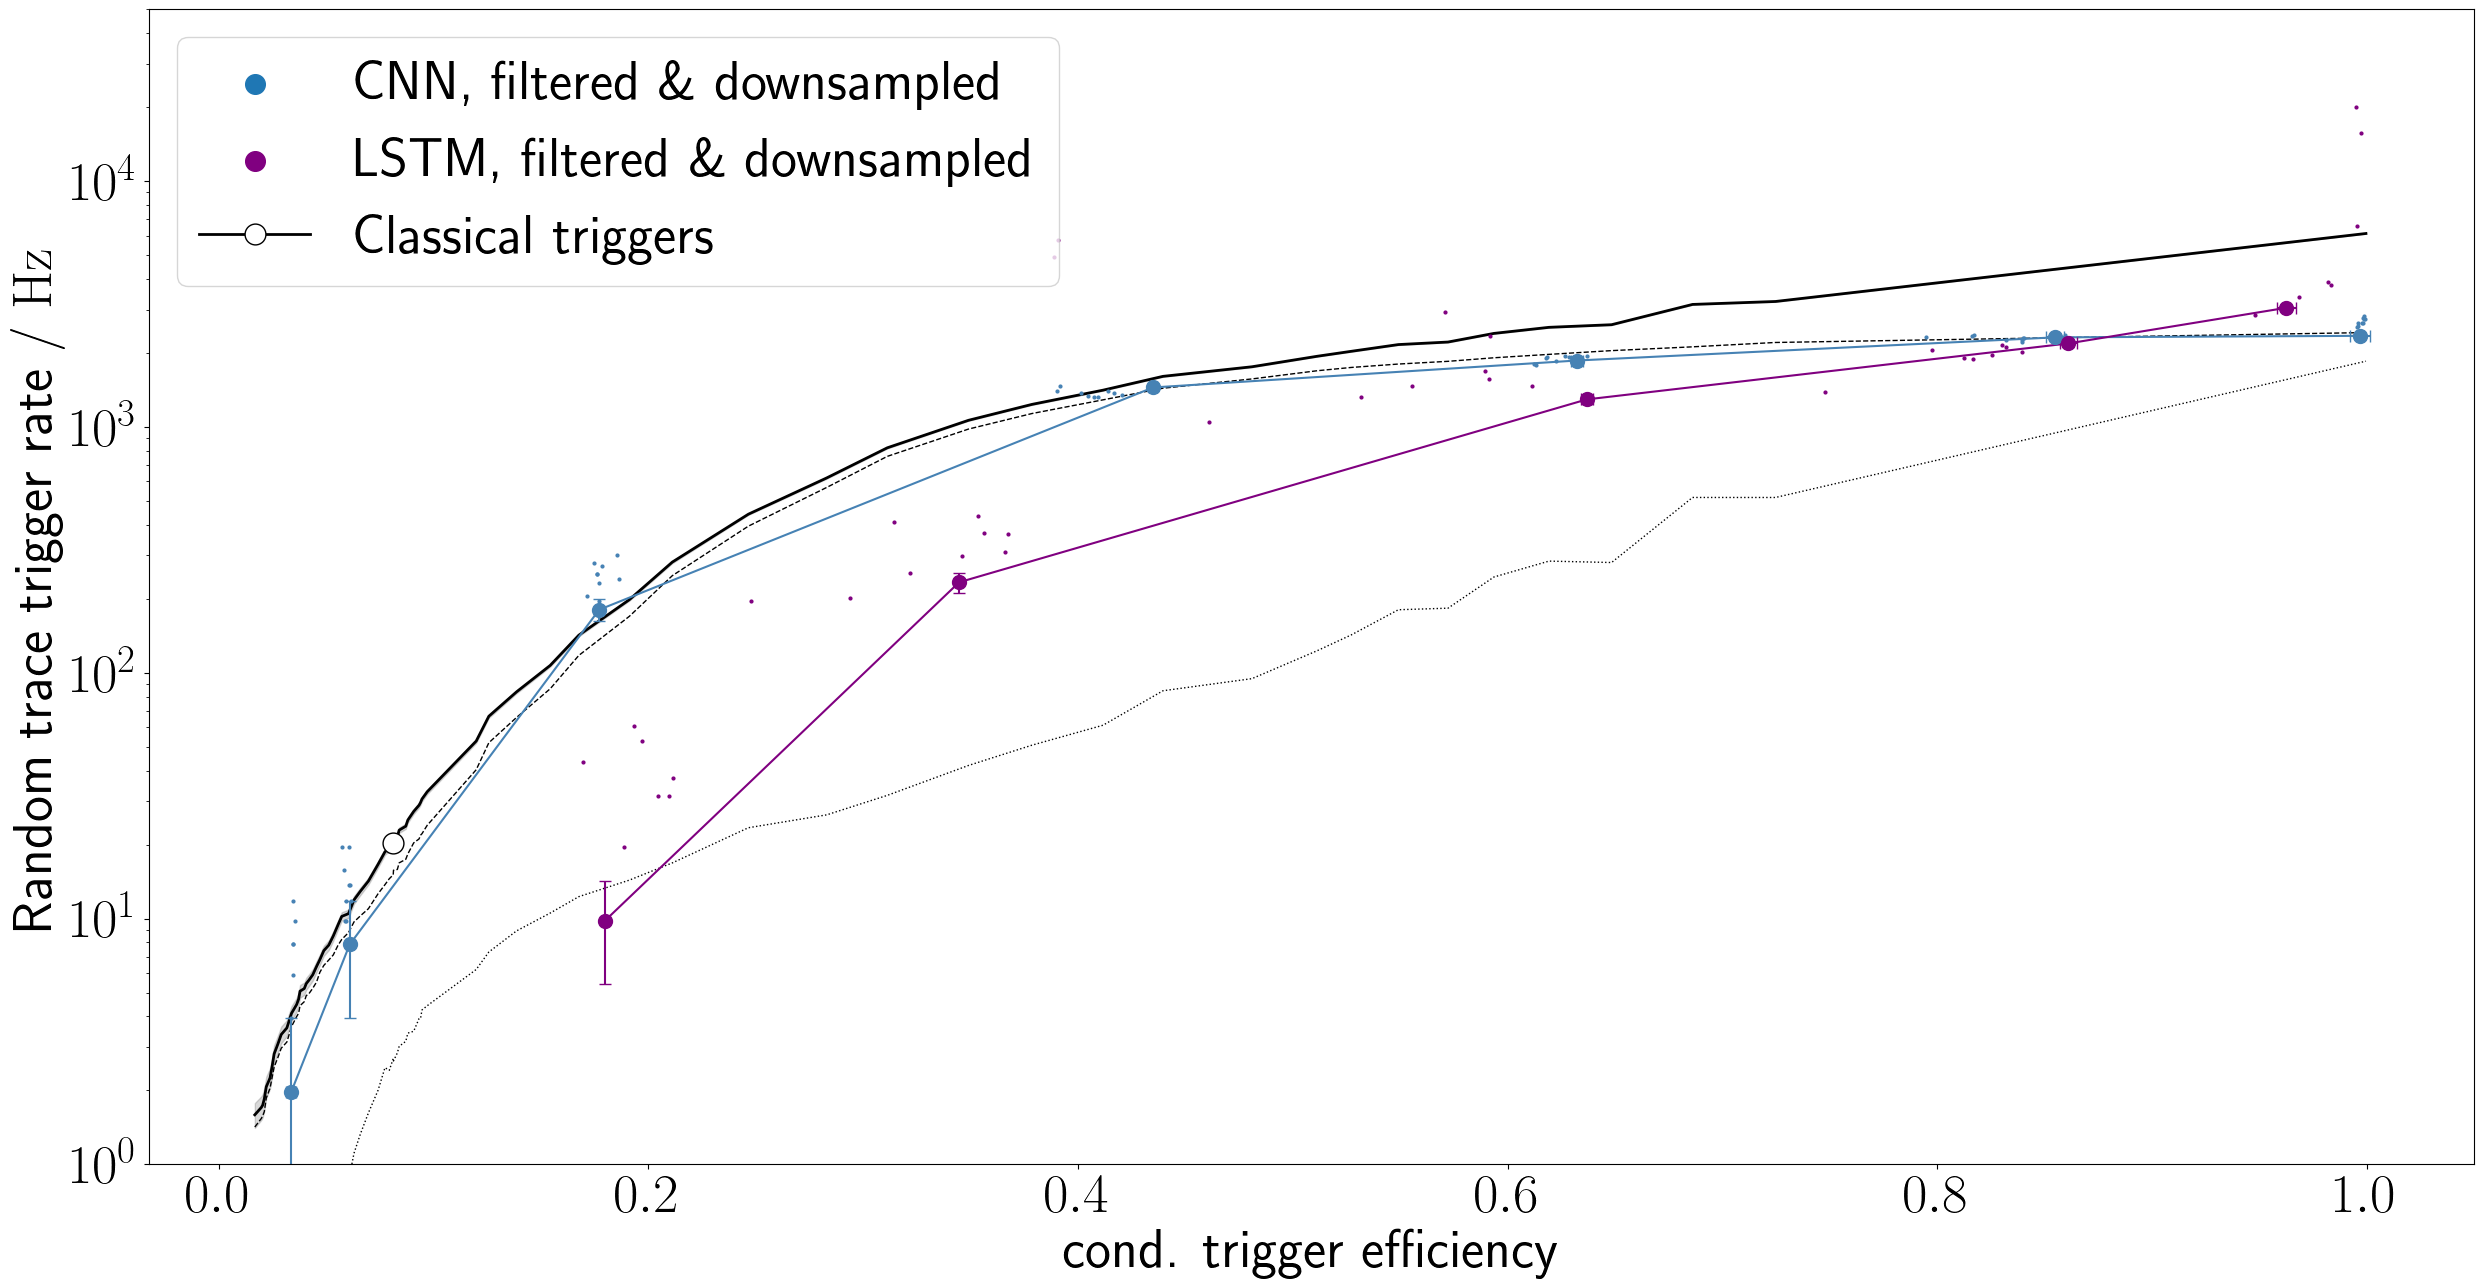 CNN, filtered & downsampled
LSTM, filtered & downsampled
Classical triggers
Random trace trigger rate / Hz
10^4
10^3
10^2
10^1
10^0
0.0 0.2 0.4 0.6 0.8 1.0
cond. trigger efficiency